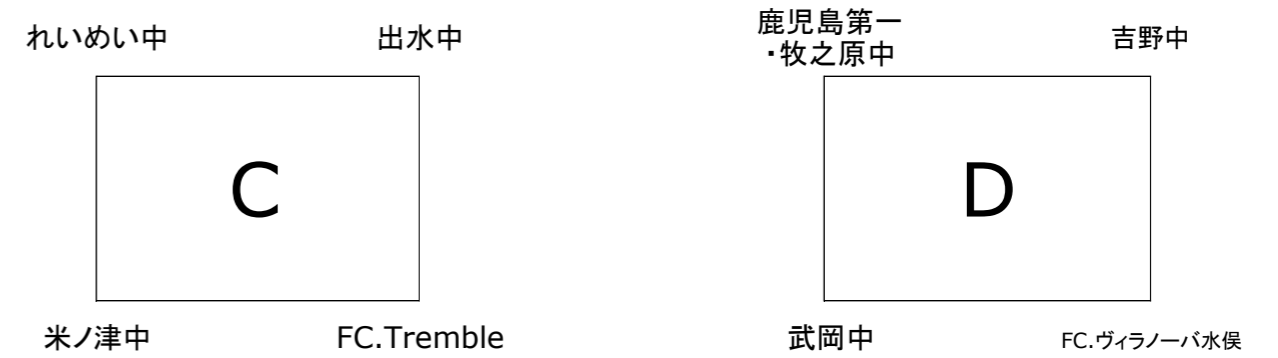 れいめい中
出水中
鹿児島第一
・牧之原中
吉野中
C
D
米ノ津中
FC.Tremble
武岡中
FC.ヴィラノーバ水俣